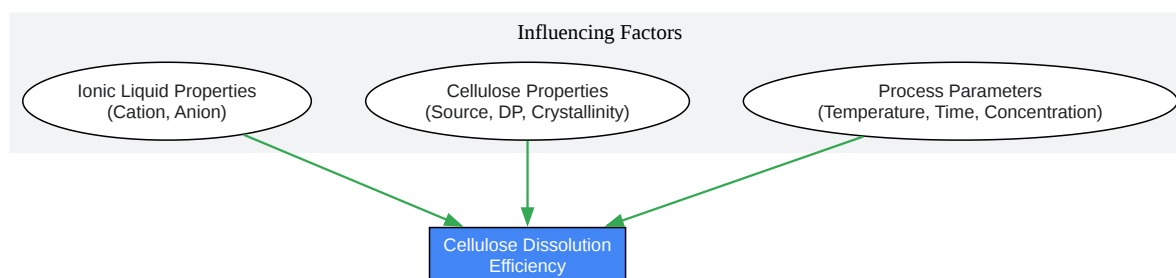 Influencing Factors
Ionic Liquid Properties
(Cation, Anion)
Cellulose Properties
(Source, DP, Crystallinity)
Process Parameters
(Temperature, Time, Concentration)
Cellulose Dissolution
Efficiency